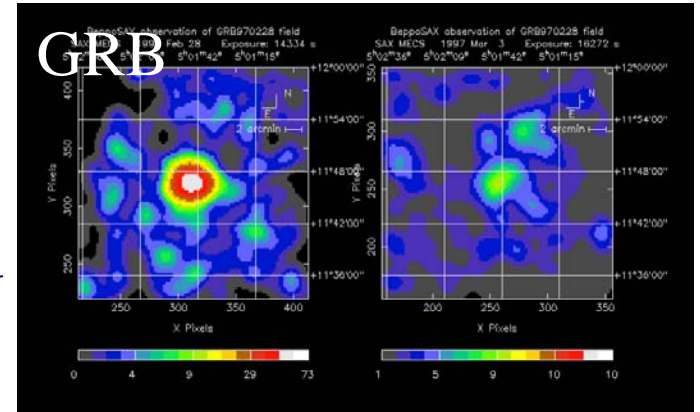 GRB
BeppoSAX observation of GRB970228 field
SAX MECS 199 Feb 28 Exposure: 14334 s
5ʰ01ᵐ42ˢ 5ʰ01ᵐ15ˢ
+12°00'00"
+11°54'00"
+11°48'00"
+11°42'00"
+11°36'00"
N
E
2 arcmin
400
350
300
250
Y Pixels
250 300 350 400
X Pixels
0 4 9 29 73
BeppoSAX observation of GRB970228 field
SAX MECS 1997 Mar 3 Exposure: 16272 s
5ʰ02ᵐ36ˢ 5ʰ02ᵐ09ˢ 5ʰ01ᵐ42ˢ 5ʰ01ᵐ15ˢ
+12°00'00"
+11°54'00"
+11°48'00"
+11°42'00"
+11°36'00"
N
E
2 arcmin
350
300
250
200
Y Pixels
200 250 300 350
X Pixels
1 5 9 10 10